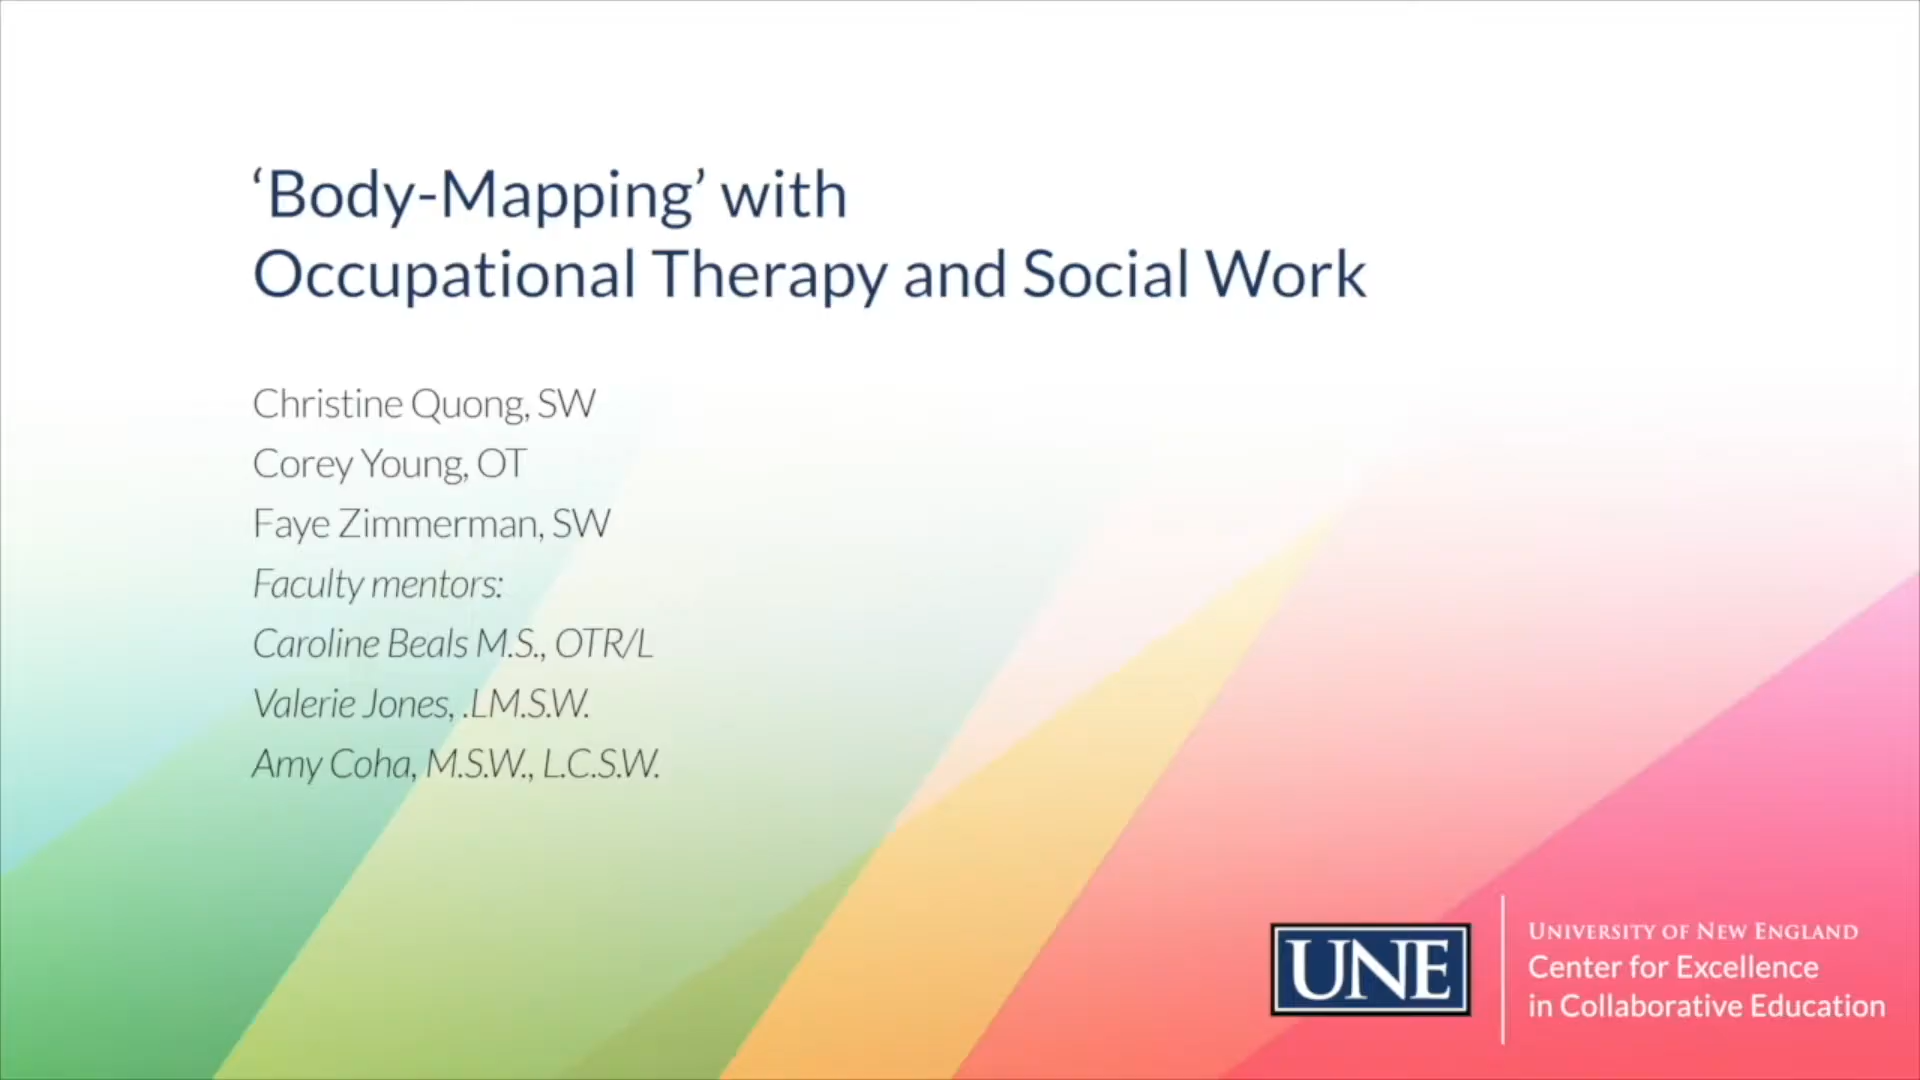 ‘Body-Mapping’ with
Occupational Therapy and Social Work
Christine Quong, SW
Corey Young, OT
Faye Zimmerman, SW
Faculty mentors:
Caroline Beals M.S., OTR/L
Valerie Jones, .LM.S.W.
Amy Coha, M.S.W., L.C.S.W.
UNE
UNIVERSITY OF NEW ENGLAND
Center for Excellence
in Collaborative Education